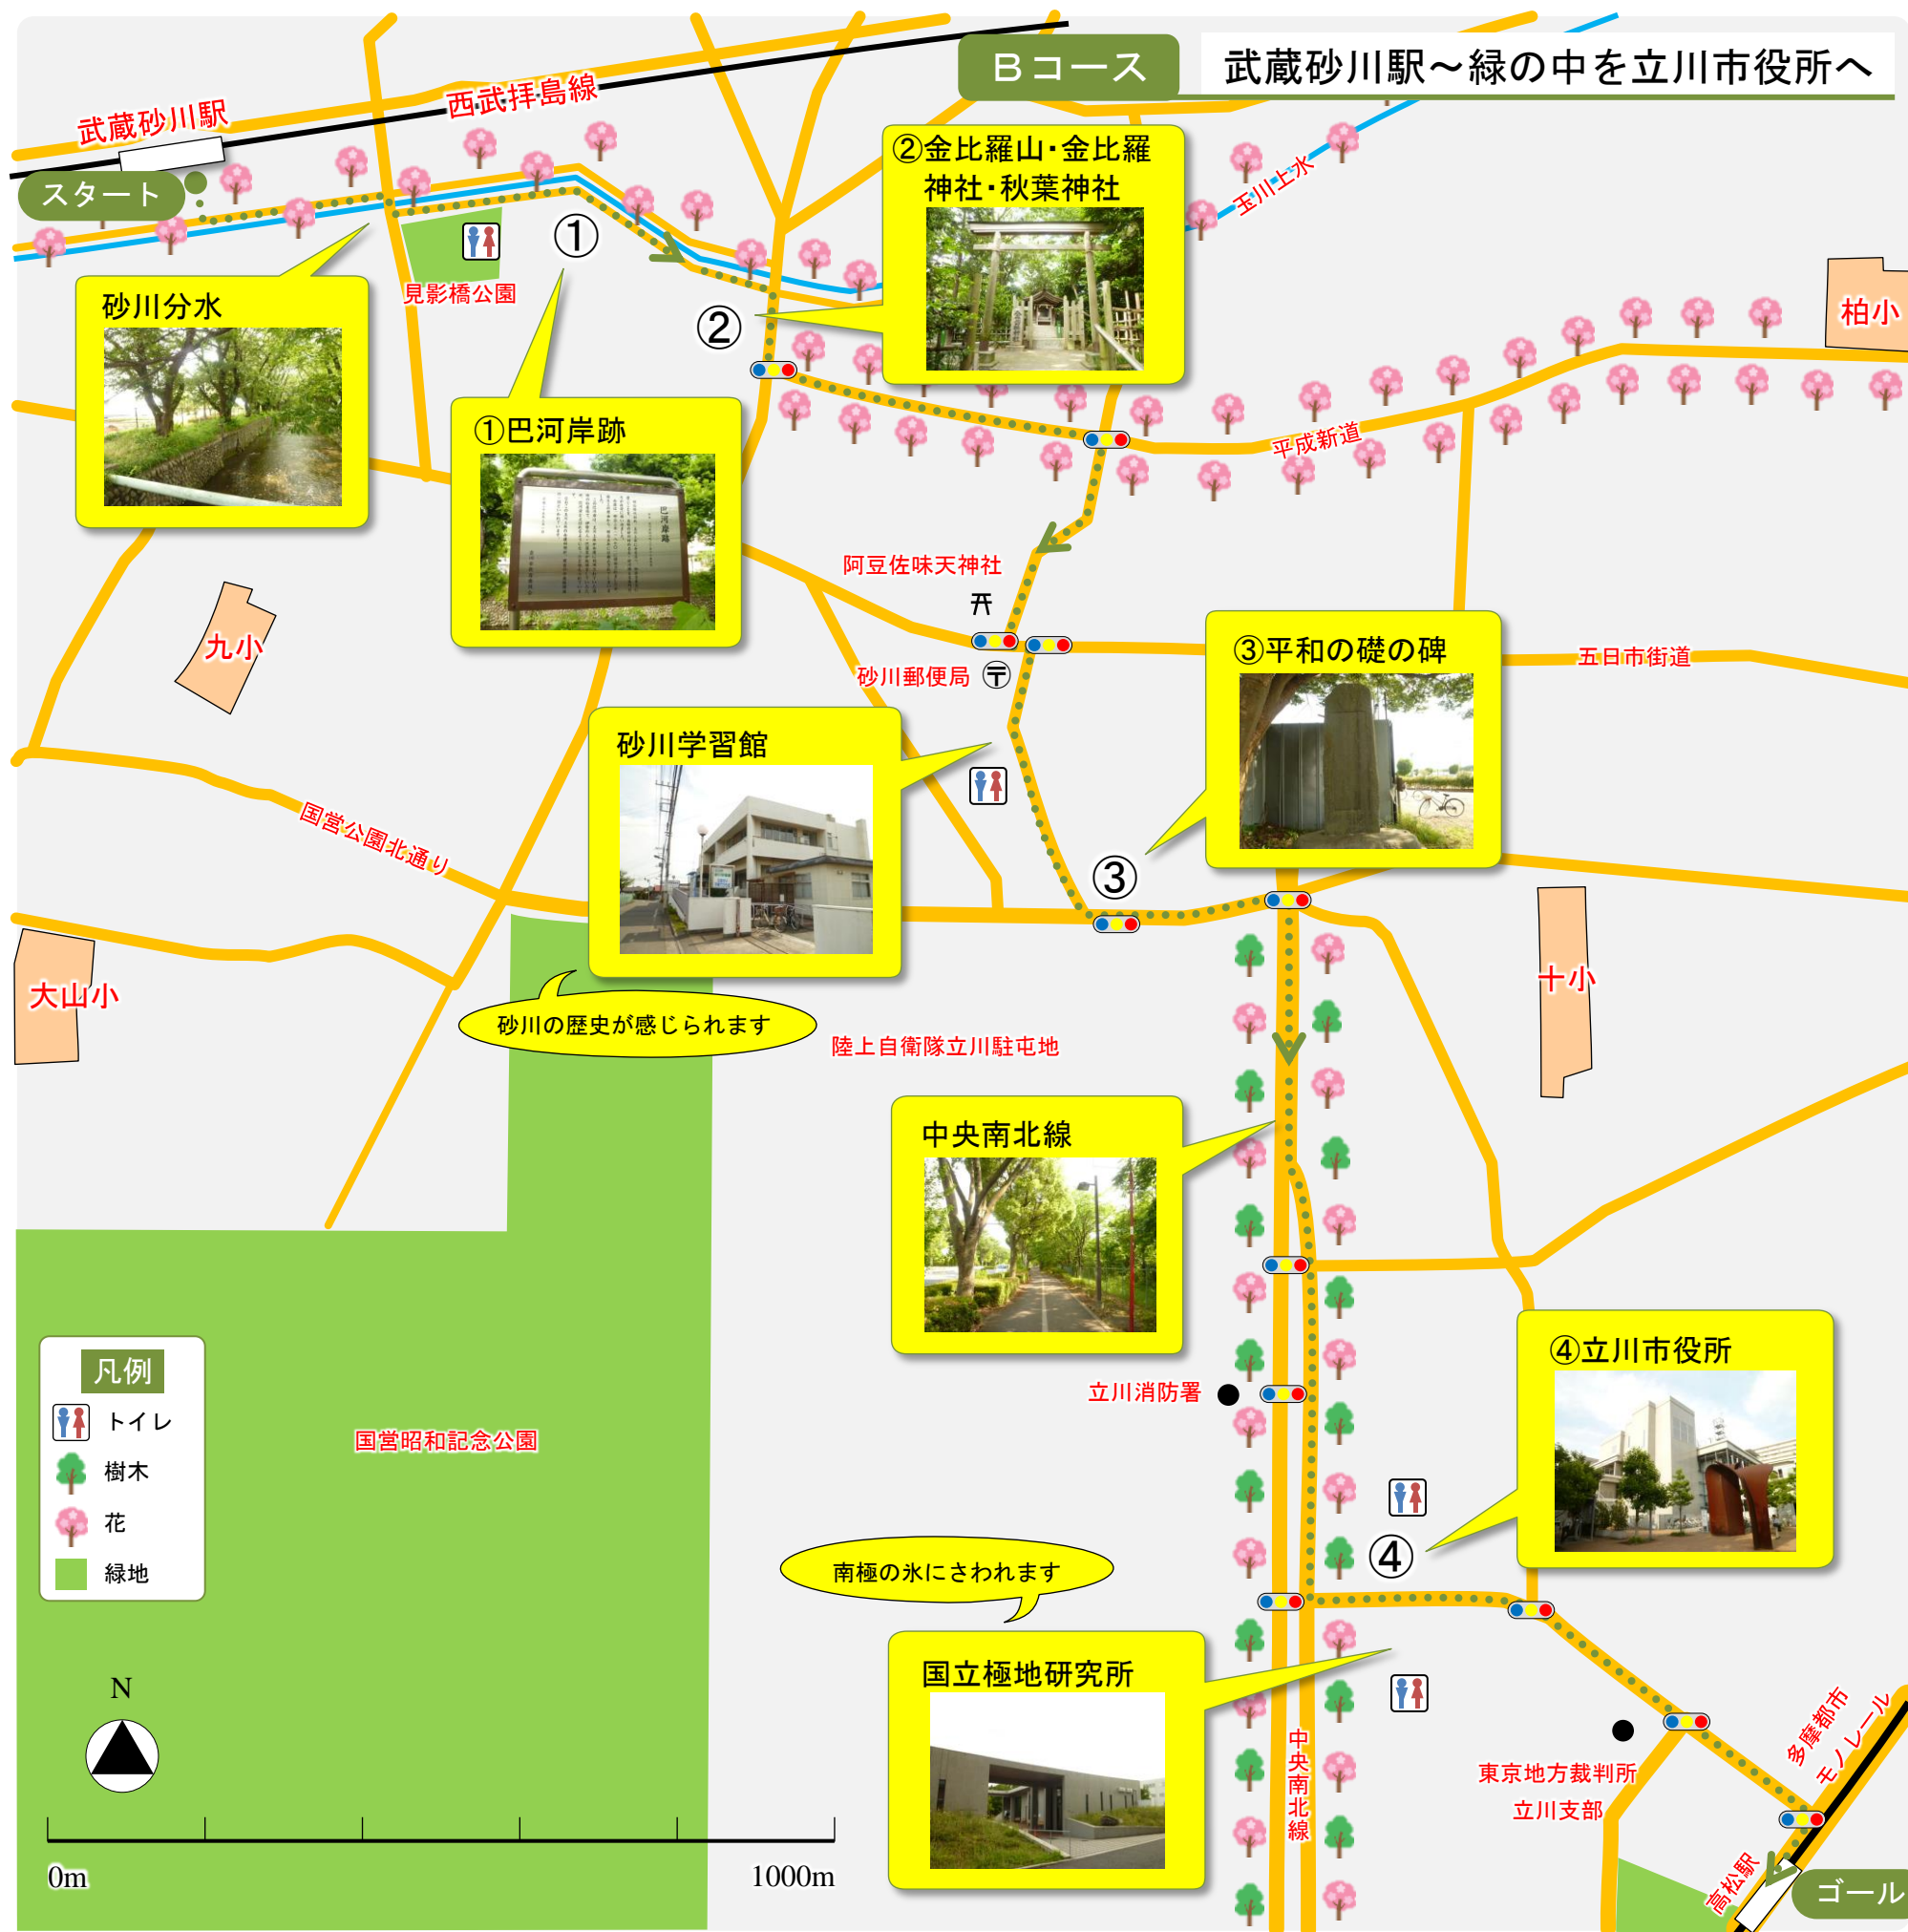 Bコース
武蔵砂川駅～緑の中を立川市役所へ
武蔵砂川駅
西武拝島線
スタート
玉川上水
②金比羅山・金比羅
神社・秋葉神社
①
見影橋公園
砂川分水
②
柏小
①巴河岸跡
巴河岸跡
平成新道
阿豆佐味天神社
九小
砂川郵便局
③平和の礎の碑
五日市街道
砂川学習館
国営公園北通り
③
大山小
十小
砂川の歴史が感じられます
陸上自衛隊立川駐屯地
中央南北線
④立川市役所
立川消防署
凡例
トイレ
樹木
花
緑地
国営昭和記念公園
④
南極の氷にさわれます
国立極地研究所
N
中央南北線
多摩都市
モノレール
東京地方裁判所
立川支部
高松駅
ゴール
0m
1000m